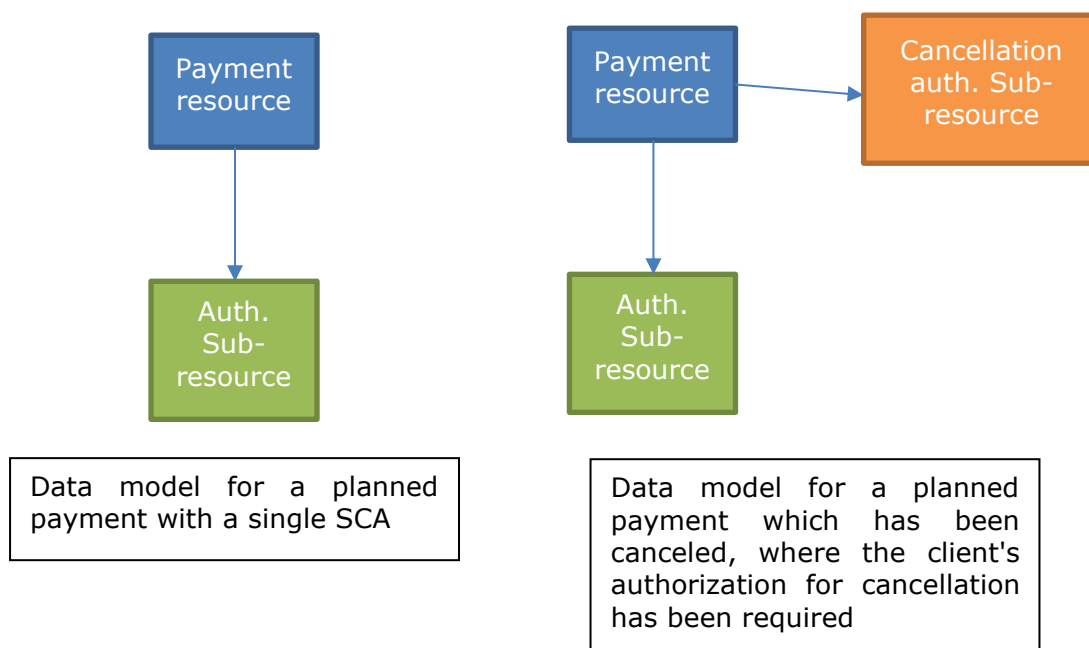 Payment
resource
Payment
resource
Cancellation
auth. Sub-
resource
Auth.
Sub-
resource
Auth.
Sub-
resource
Data model for a planned
payment with a single SCA
Data model for a planned
payment which has been
canceled, where the client's
authorization for cancellation
has been required